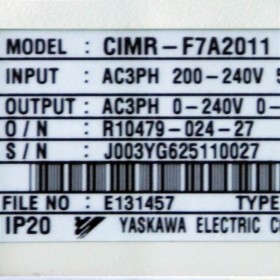 MODEL : CIMR-F7A2011
INPUT : AC3PH 200-240V
OUTPUT : AC3PH 0-240V
O/N : R10479-024-27
S/N : J003YG625110027
FILE NO : E131457 TYPE
IP20 YASKAWA ELECTRIC